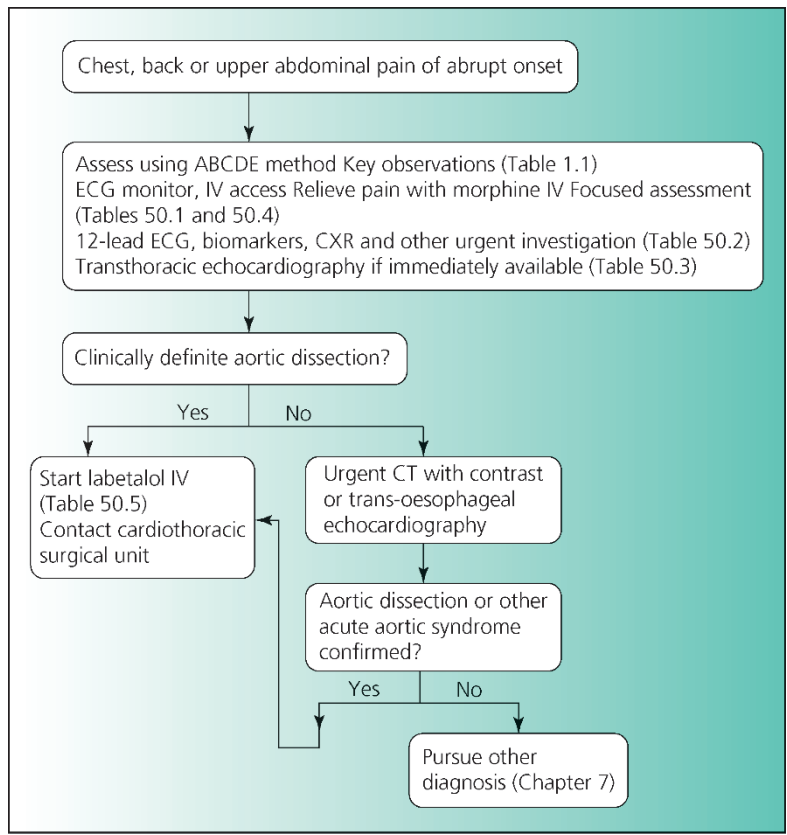 Chest, back or upper abdominal pain of abrupt onset
Assess using ABCDE method Key observations (Table 1.1)
ECG monitor, IV access Relieve pain with morphine IV Focused assessment
(Tables 50.1 and 50.4)
12-lead ECG, biomarkers, CXR and other urgent investigation (Table 50.2)
Transthoracic echocardiography if immediately available (Table 50.3)
Clinically definite aortic dissection?
Yes
No
Start labetalol IV
(Table 50.5)
Contact cardiothoracic
surgical unit
Urgent CT with contrast
or trans-oesophageal
echocardiography
Aortic dissection or other
acute aortic syndrome
confirmed?
Yes
No
Pursue other
diagnosis (Chapter 7)